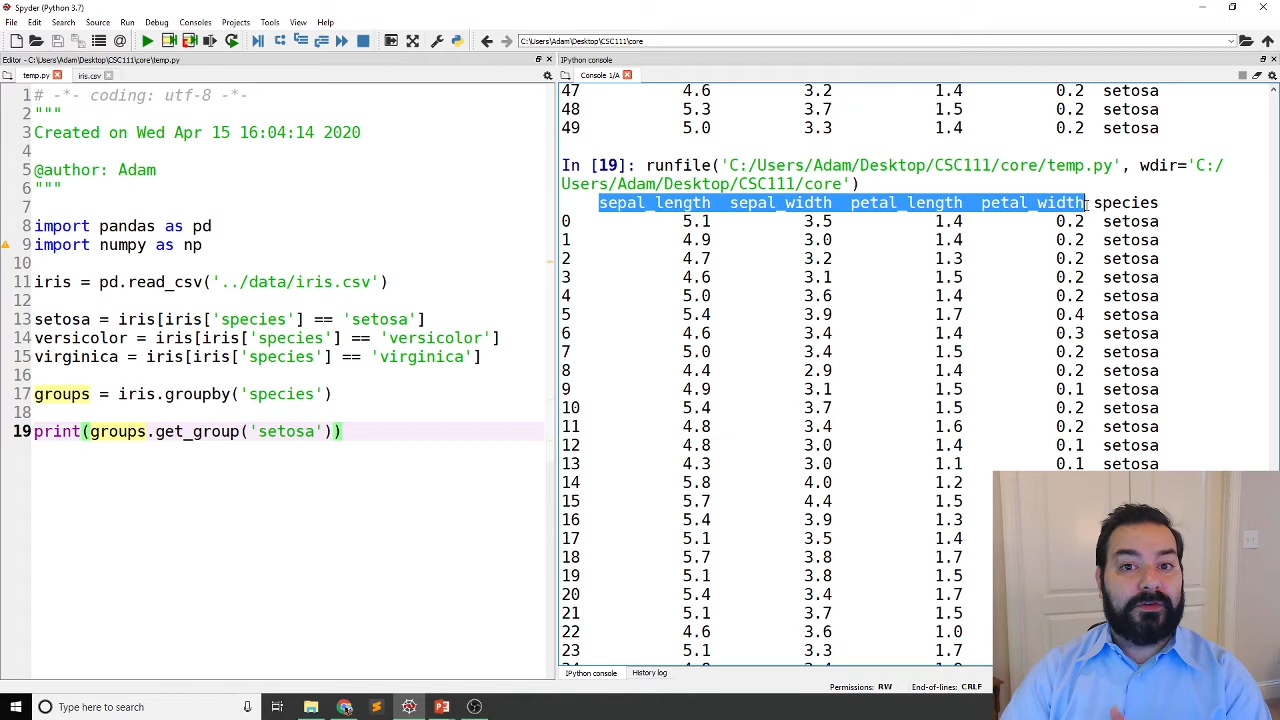 Spyder (Python 3.7)
File Edit Search Source Run Debug Consoles Projects Tools View Help
C:\Users\Adam\Desktop\CSC111\core
Editor - C:\Users\Adam\Desktop\CSC111\core\temp.py
temp.py iris.csv
1 # -*- coding: utf-8 -*-
2 """
3 Created on Wed Apr 15 16:04:14 2020
4
5 @author: Adam
6 """
7
8 import pandas as pd
9 import numpy as np
10
11 iris = pd.read_csv('../data/iris.csv')
12
13 setosa = iris[iris['species'] == 'setosa']
14 versicolor = iris[iris['species'] == 'versicolor']
15 virginica = iris[iris['species'] == 'virginica']
16
17 groups = iris.groupby('species')
18
19 print(groups.get_group('setosa'))
IPython console
Console 1/A
47 4.6 3.2 1.4 0.2 setosa
48 5.3 3.7 1.5 0.2 setosa
49 5.0 3.3 1.4 0.2 setosa
In [19]: runfile('C:/Users/Adam/Desktop/CSC111/core/temp.py', wdir='C:/
Users/Adam/Desktop/CSC111/core')
sepal_length sepal_width petal_length petal_width species
0 5.1 3.5 1.4 0.2 setosa
1 4.9 3.0 1.4 0.2 setosa
2 4.7 3.2 1.3 0.2 setosa
3 4.6 3.1 1.5 0.2 setosa
4 5.0 3.6 1.4 0.2 setosa
5 5.4 3.9 1.7 0.4 setosa
6 4.6 3.4 1.4 0.3 setosa
7 5.0 3.4 1.5 0.2 setosa
8 4.4 2.9 1.4 0.2 setosa
9 4.9 3.1 1.5 0.1 setosa
10 5.4 3.7 1.5 0.2 setosa
11 4.8 3.4 1.6 0.2 setosa
12 4.8 3.0 1.4 0.1 setosa
13 4.3 3.0 1.1 0.1 setosa
14 5.8 4.0 1.2
15 5.7 4.4 1.5
16 5.4 3.9 1.3
17 5.1 3.5 1.4
18 5.7 3.8 1.7
19 5.1 3.8 1.5
20 5.4 3.4 1.7
21 5.1 3.7 1.5
22 4.6 3.6 1.0
23 5.1 3.3 1.7
IPython console History log
Permissions: RW End-of-lines: CRLF
Type here to search